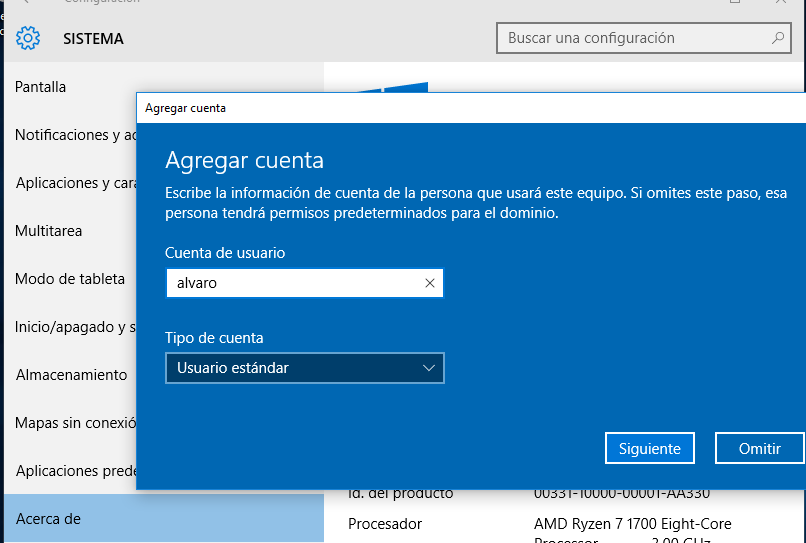 Configuración
SISTEMA
Buscar una configuración
Pantalla
Notificaciones y ac
Aplicaciones y cara
Multitarea
Modo de tableta
Inicio/apagado y s
Almacenamiento
Mapas sin conexió
Aplicaciones prede
Acerca de
Agregar cuenta
Agregar cuenta
Escribe la información de cuenta de la persona que usará este equipo. Si omites este paso, esa
persona tendrá permisos predeterminados para el dominio.
Cuenta de usuario
alvaro
Tipo de cuenta
Usuario estándar
Siguiente
Omitir
Id. del producto 00331-10000-00001-AA330
Procesador AMD Ryzen 7 1700 Eight-Core
Processor 3.00 GHz